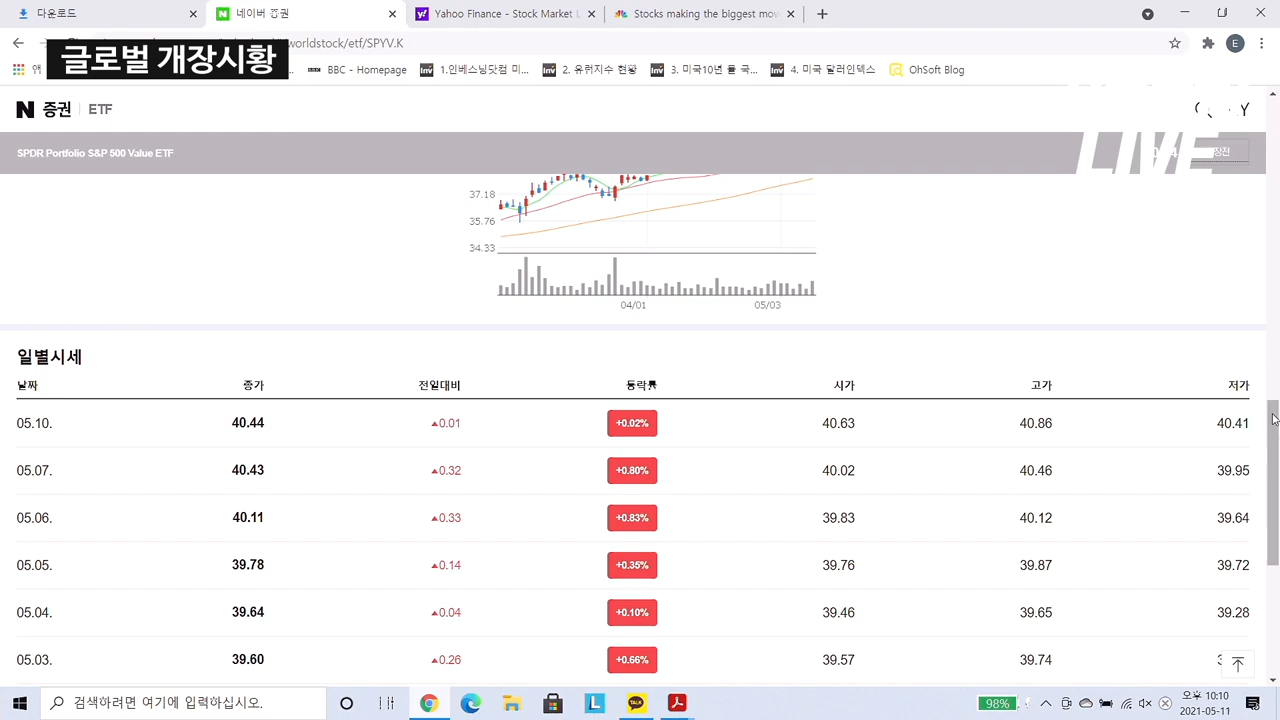 다운로드
네이버 증권
Yahoo Finance - Stock Market L
Stocks making the biggest move
worldstock/etf/SPYV.K
글로벌 개장시황
E
BBC - Homepage
1.인베스팅닷컴 미...
2. 유럽지수 현황
3. 미국10년 물 국...
4. 미국 달러인덱스
OhSoft Blog
N 증권 ETF
LIVE
SPDR Portfolio S&P 500 Value ETF
37.18
35.76
34.33
04/01 05/03
일별시세
날짜 종가 전일대비 등락률 시가 고가 저가
05.10. 40.44 ▲0.01 +0.02% 40.63 40.86 40.41
05.07. 40.43 ▲0.32 +0.80% 40.02 40.46 39.95
05.06. 40.11 ▲0.33 +0.83% 39.83 40.12 39.64
05.05. 39.78 ▲0.14 +0.35% 39.76 39.87 39.72
05.04. 39.64 ▲0.04 +0.10% 39.46 39.65 39.28
05.03. 39.60 ▲0.26 +0.66% 39.57 39.74
검색하려면 여기에 입력하십시오.
L
TALK
98%
오후 10:10
2021-05-11